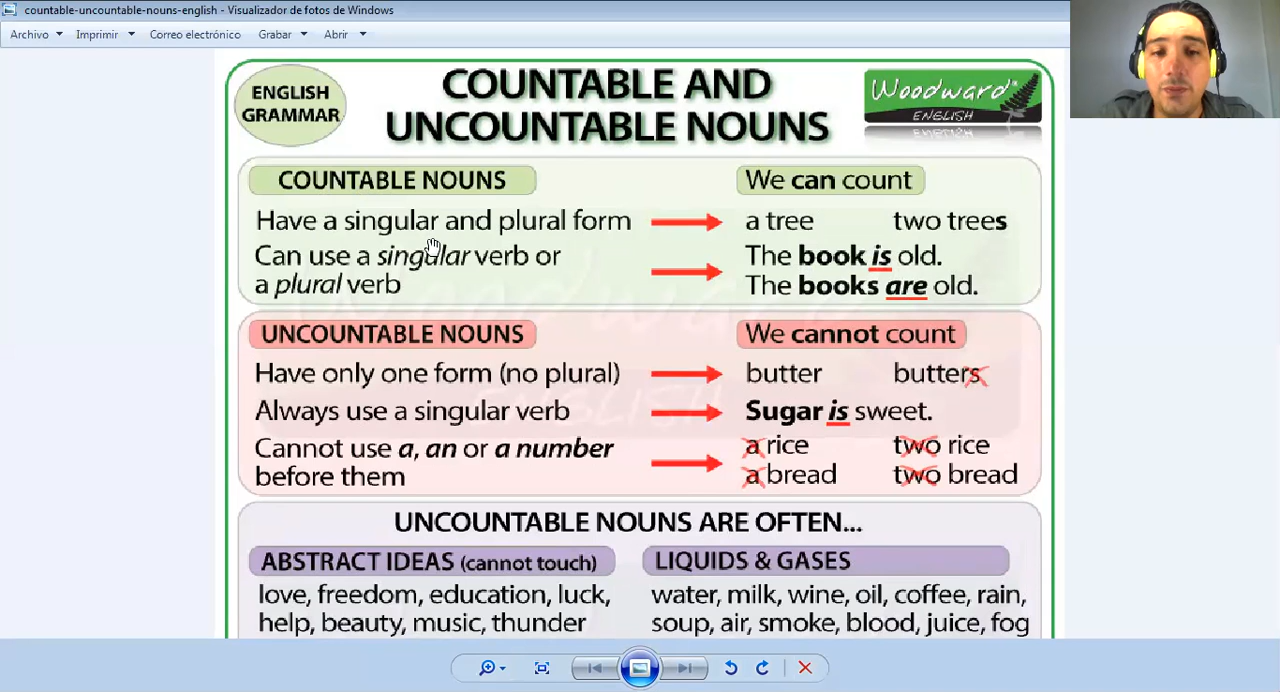 countable-uncountable-nouns-english - Visualizador de fotos de Windows
Archivo Imprimir Correo electrónico Grabar Abrir
ENGLISH GRAMMAR
COUNTABLE AND
UNCOUNTABLE NOUNS
Woodward
ENGLISH
COUNTABLE NOUNS We can count
Have a singular and plural form a tree two trees
Can use a singular verb or The book is old.
a plural verb The books are old.
UNCOUNTABLE NOUNS We cannot count
Have only one form (no plural) butter butters
Always use a singular verb Sugar is sweet.
Cannot use a, an or a number a rice two rice
before them a bread two bread
UNCOUNTABLE NOUNS ARE OFTEN...
ABSTRACT IDEAS (cannot touch) LIQUIDS & GASES
love, freedom, education, luck, water, milk, wine, oil, coffee, rain,
help, beauty, music, thunder soup, air, smoke, blood, juice, fog